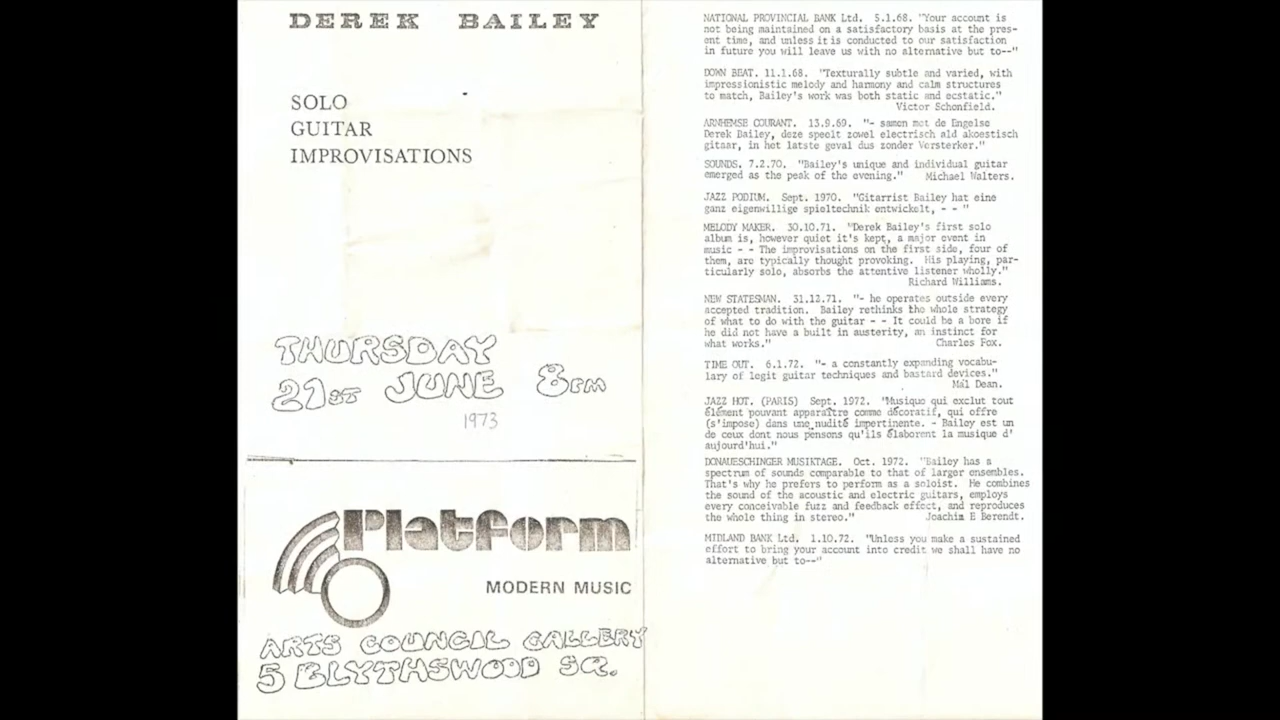 DEREK BAILEY
SOLO
GUITAR
IMPROVISATIONS
THURSDAY
21ST JUNE 8PM
1973
Platform
MODERN MUSIC
ARTS COUNCIL GALLERY
5 BLYTHSWOOD SQ.
NATIONAL PROVINCIAL BANK Ltd. 5.1.68. "Your account is
not being maintained on a satisfactory basis at the pres-
ent time, and unless it is conducted to our satisfaction
in future you will leave us with no alternative but to--"
DOWN BEAT. 11.1.68. "Texturally subtle and varied, with
impressionistic melody and harmony and calm structures
to match, Bailey's work was both static and ecstatic."
Victor Schonfield.
ARNHEMSE COURANT. 13.9.69. "- samen met de Engelse
Derek Bailey, deze speelt zowel electrisch ald akoestisch
gitaar, in het latste geval dus zonder Versterker."
SOUNDS. 7.2.70. "Bailey's unique and individual guitar
emerged as the peak of the evening." Michael Walters.
JAZZ PODIUM. Sept. 1970. "Gitarrist Bailey hat eine
ganz eigenwillige spieltechnik entwickelt, - - "
MELODY MAKER. 30.10.71. "Derek Bailey's first solo
album is, however quiet it's kept, a major event in
music - - The improvisations on the first side, four of
them, are typically thought provoking. His playing, par-
ticularly solo, absorbs the attentive listener wholly."
Richard Williams.
NEW STATESMAN. 31.12.71. "- he operates outside every
accepted tradition. Bailey rethinks the whole strategy
of what to do with the guitar - - It could be a bore if
he did not have a built in austerity, an instinct for
what works." Charles Fox.
TIME OUT. 6.1.72. "- a constantly expanding vocabu-
lary of legit guitar techniques and bastard devices."
Mal Dean.
JAZZ HOT. (PARIS) Sept. 1972. "Musique qui exclut tout
élément pouvant apparaître comme décoratif, qui offre
(s'impose) dans une nudité impertinente. - Bailey est un
de ceux dont nous pensons qu'ils élaborent la musique d'
aujourd'hui."
DONAUESCHINGER MUSIKTAGE. Oct. 1972. "Bailey has a
spectrum of sounds comparable to that of larger ensembles.
That's why he prefers to perform as a soloist. He combines
the sound of the acoustic and electric guitars, employs
every conceivable fuzz and feedback effect, and reproduces
the whole thing in stereo." Joachim E Berendt.
MIDLAND BANK Ltd. 1.10.72. "Unless you make a sustained
effort to bring your account into credit we shall have no
alternative but to--"